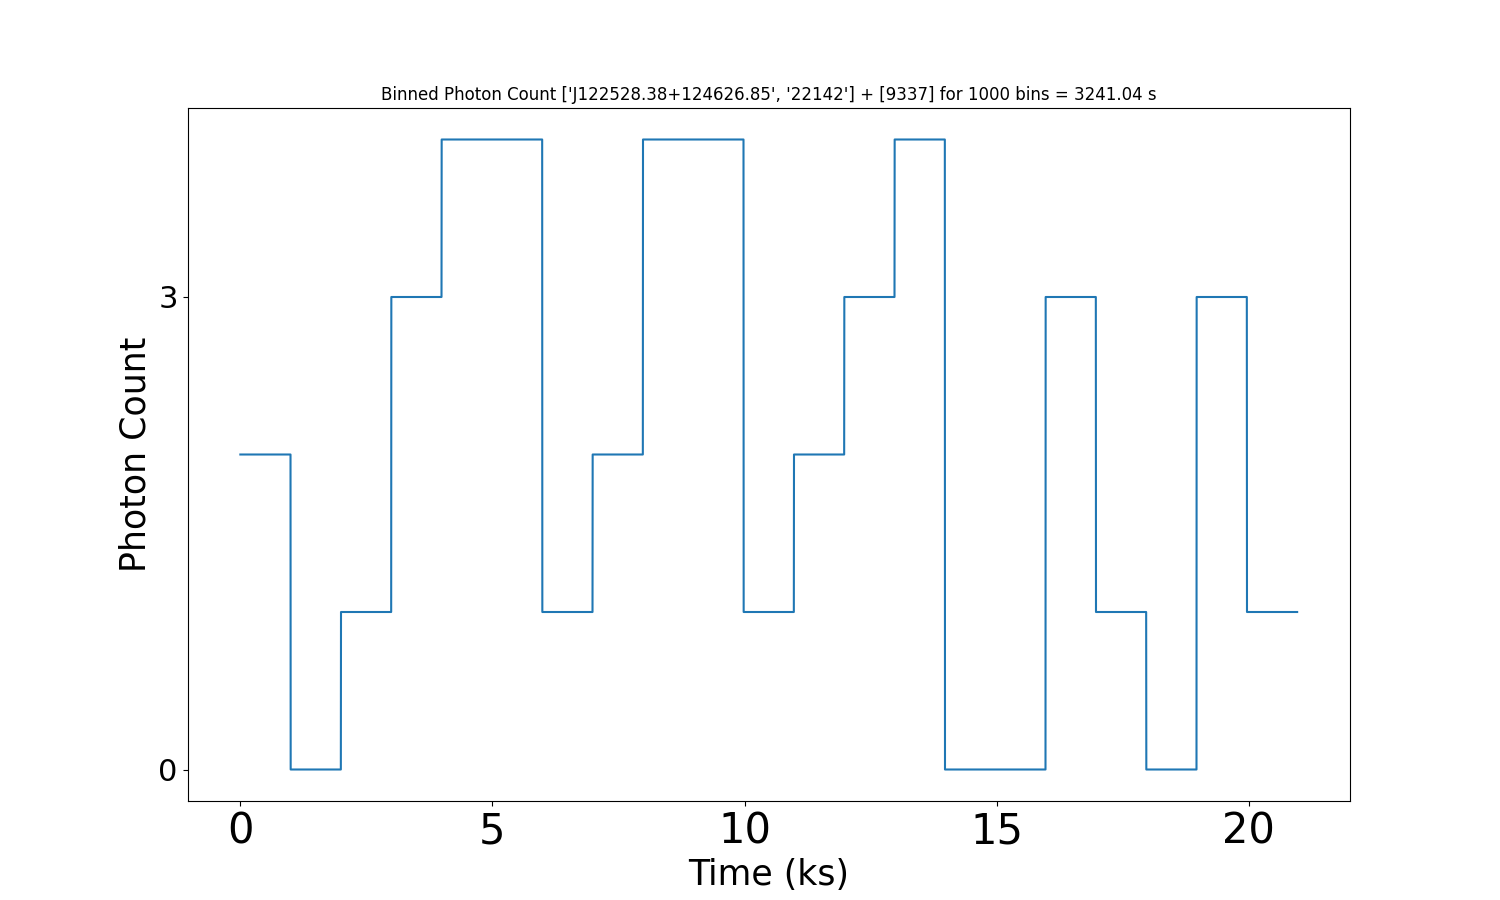 Binned Photon Count ['J122528.38+124626.85', '22142'] + [9337] for 1000 bins = 3241.04 s
3
Photon Count
0
0 5 10 15 20
Time (ks)